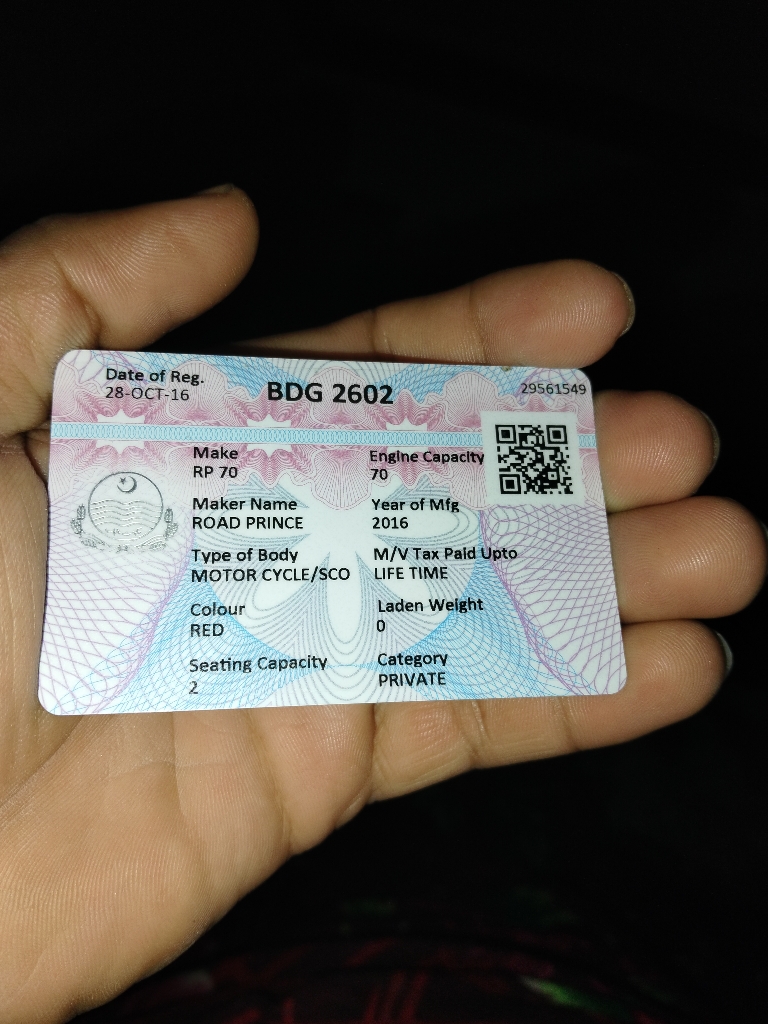 Date of Reg.
28-OCT-16
BDG 2602
29561549
Make
RP 70
Engine Capacity
70
Maker Name
ROAD PRINCE
Year of Mfg
2016
Type of Body
MOTOR CYCLE/SCO
M/V Tax Paid Upto
LIFE TIME
Colour
RED
Laden Weight
0
Seating Capacity
2
Category
PRIVATE